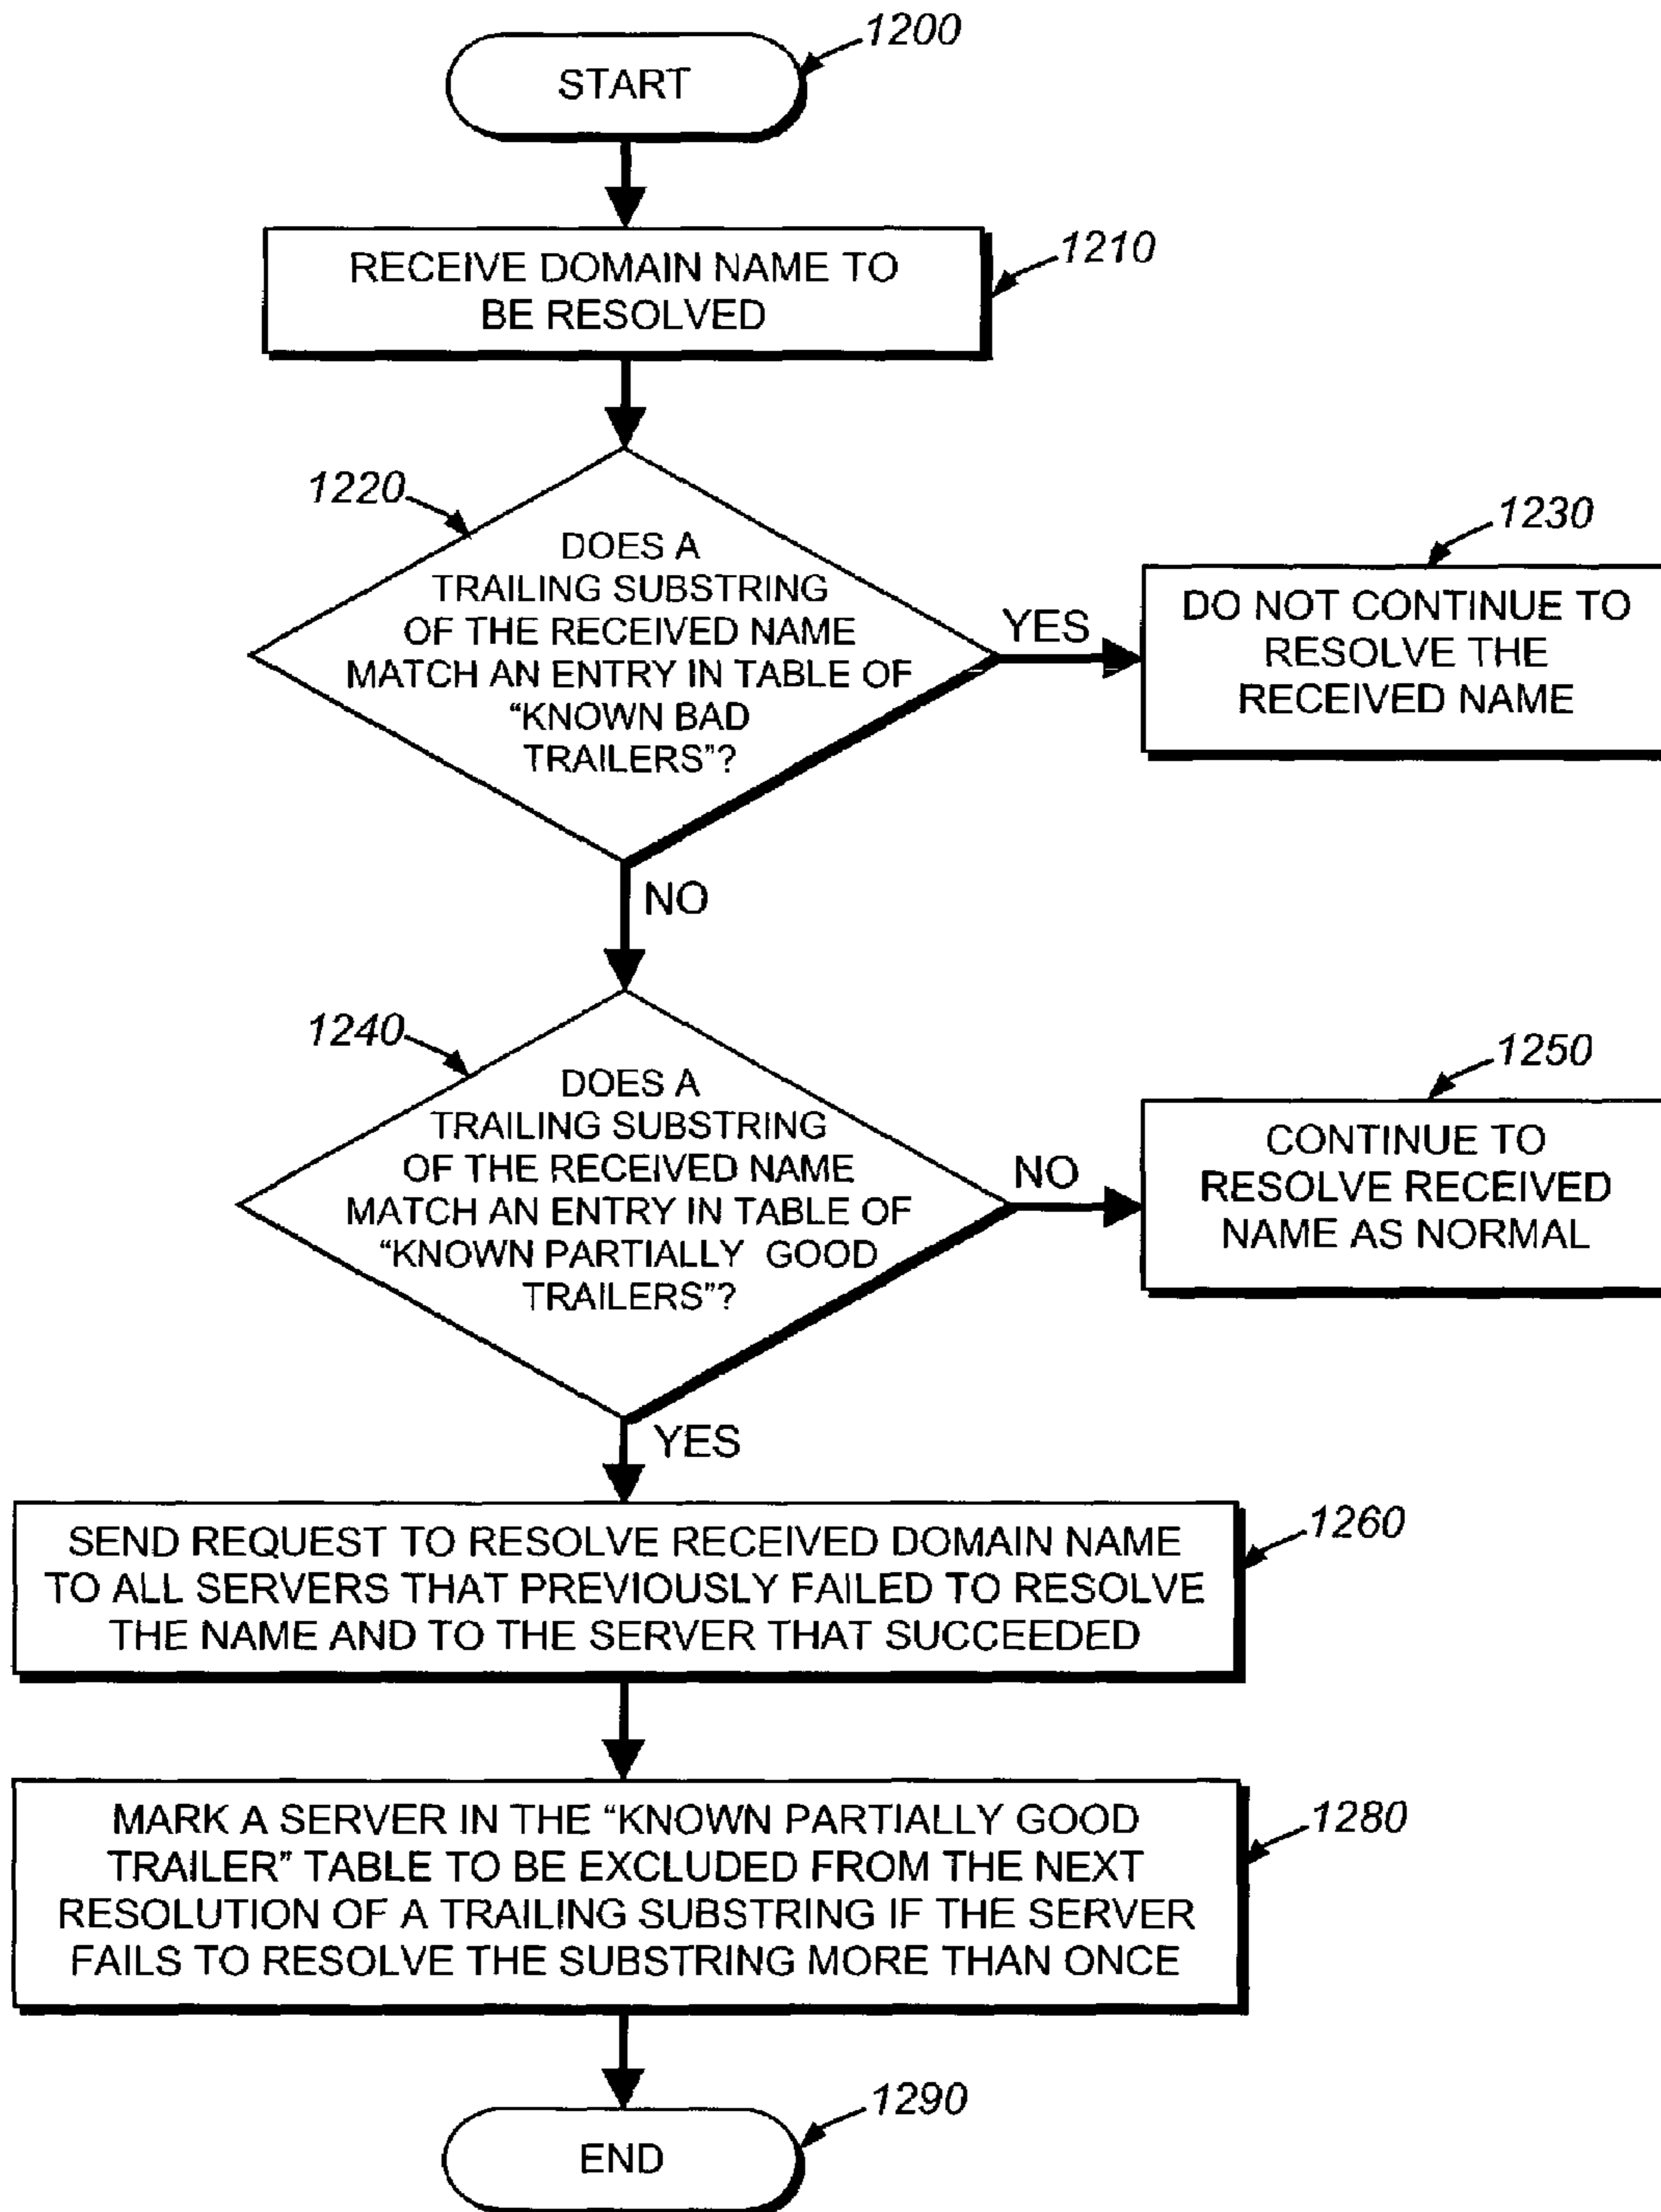 1200
START
1210
RECEIVE DOMAIN NAME TO
BE RESOLVED
1220
DOES A
TRAILING SUBSTRING
OF THE RECEIVED NAME
MATCH AN ENTRY IN TABLE OF
“KNOWN BAD
TRAILERS”?
YES
1230
DO NOT CONTINUE TO
RESOLVE THE
RECEIVED NAME
NO
1240
DOES A
TRAILING SUBSTRING
OF THE RECEIVED NAME
MATCH AN ENTRY IN TABLE OF
“KNOWN PARTIALLY GOOD
TRAILERS”?
NO
1250
CONTINUE TO
RESOLVE RECEIVED
NAME AS NORMAL
YES
1260
SEND REQUEST TO RESOLVE RECEIVED DOMAIN NAME
TO ALL SERVERS THAT PREVIOUSLY FAILED TO RESOLVE
THE NAME AND TO THE SERVER THAT SUCCEEDED
1280
MARK A SERVER IN THE “KNOWN PARTIALLY GOOD
TRAILER” TABLE TO BE EXCLUDED FROM THE NEXT
RESOLUTION OF A TRAILING SUBSTRING IF THE SERVER
FAILS TO RESOLVE THE SUBSTRING MORE THAN ONCE
1290
END